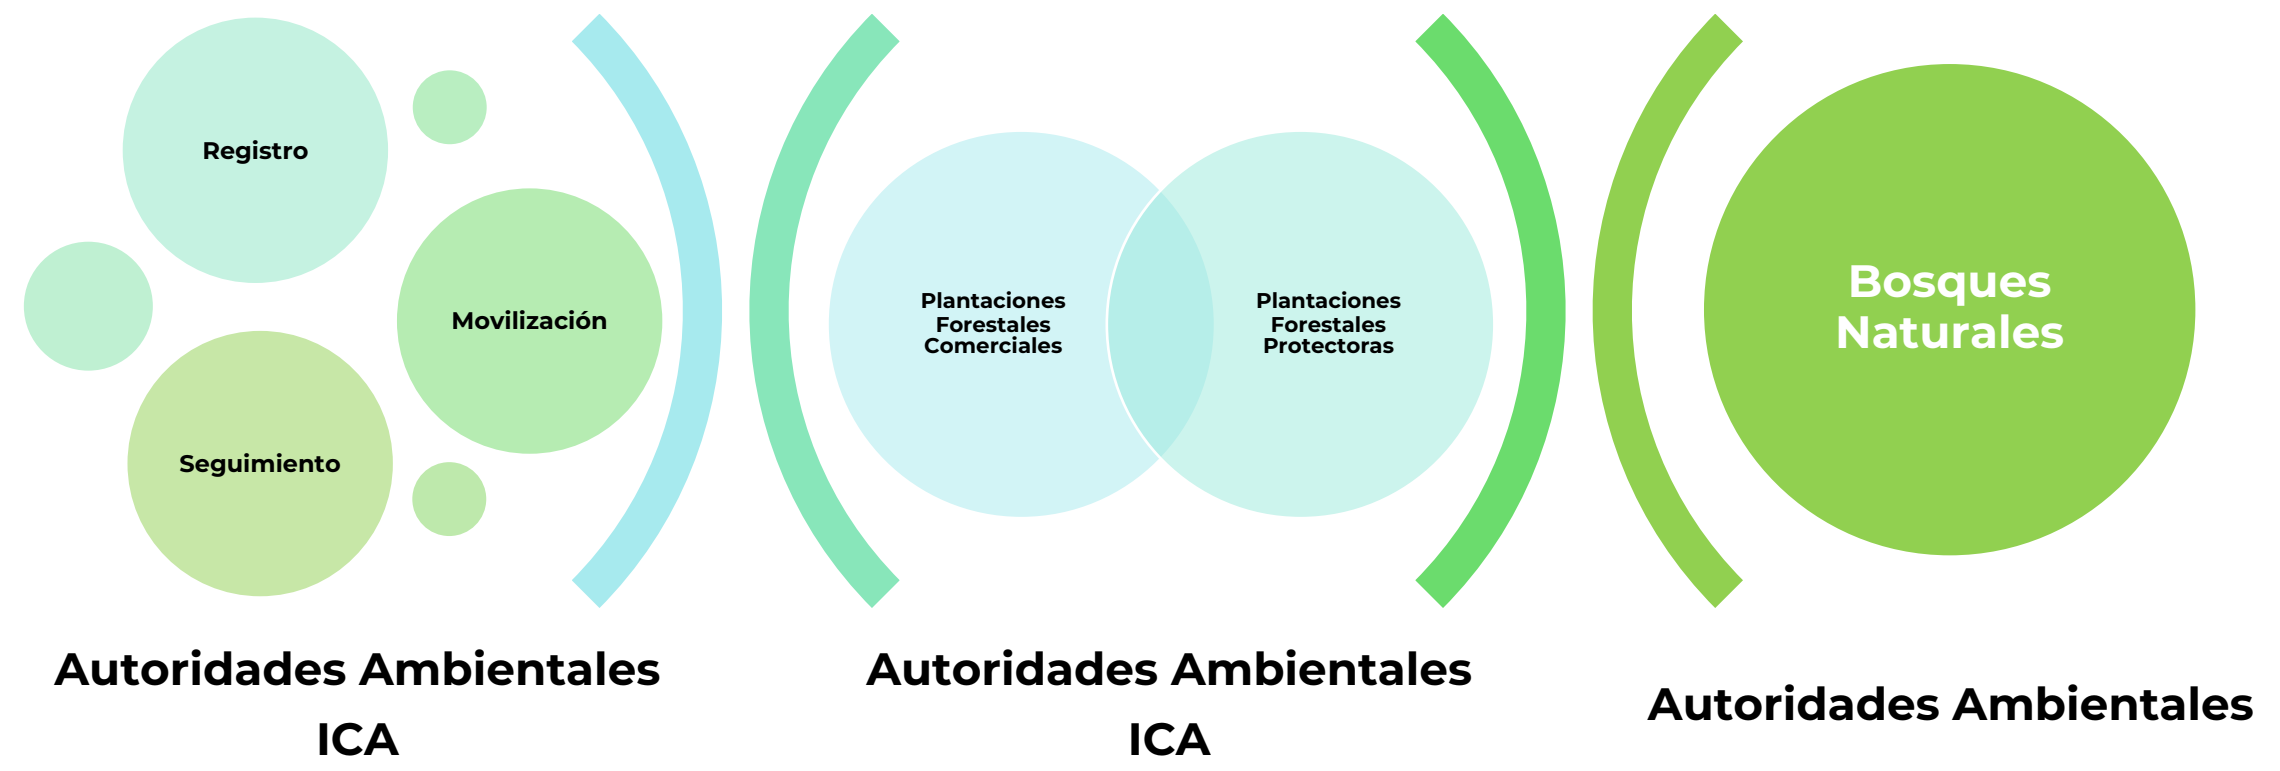 Registro
Movilización
Seguimiento
Autoridades Ambientales
ICA
Plantaciones
Forestales
Comerciales
Plantaciones
Forestales
Protectoras
Autoridades Ambientales
ICA
Bosques
Naturales
Autoridades Ambientales